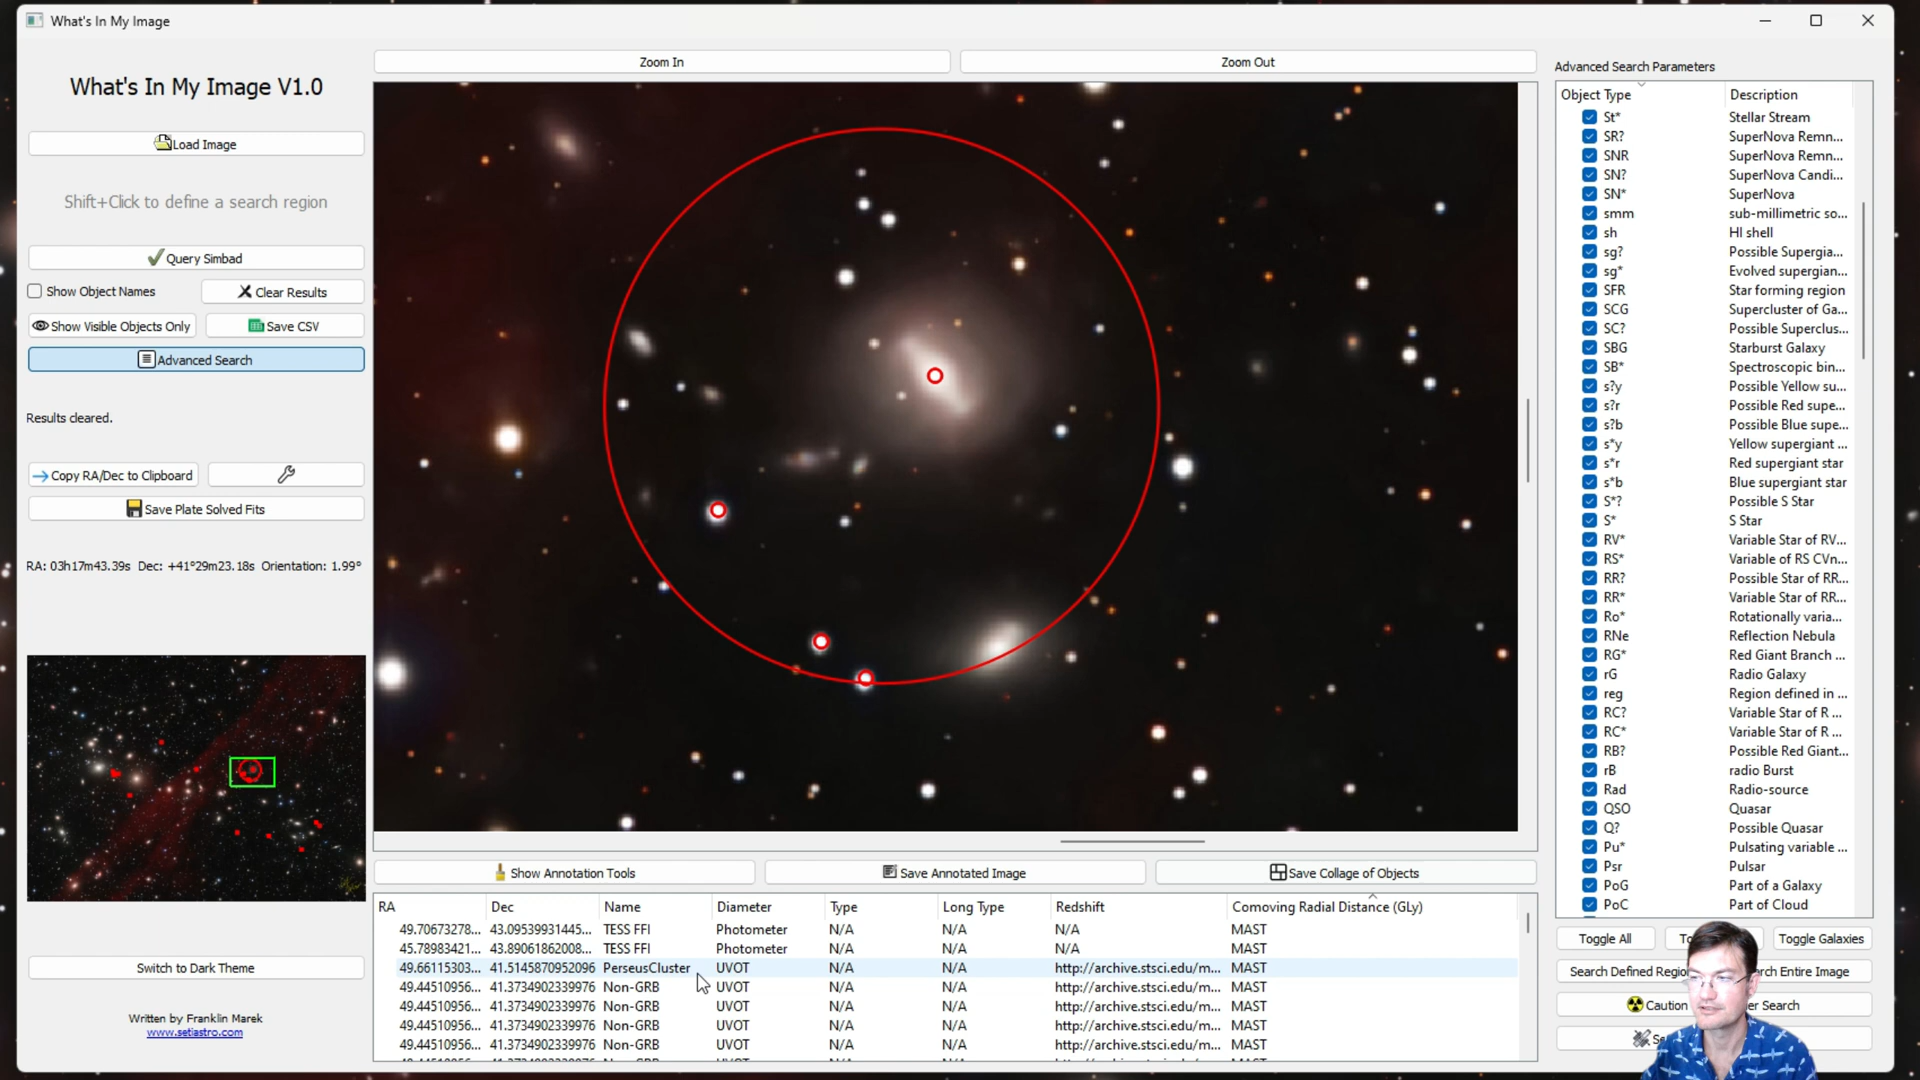 What's In My Image
What's In My Image V1.0
Load Image
Shift+Click to define a search region
Query Simbad
Show Object Names
Clear Results
Show Visible Objects Only
Save CSV
Advanced Search
Results cleared.
Copy RA/Dec to Clipboard
Save Plate Solved Fits
RA: 03h17m43.39s Dec: +41°29m23.18s Orientation: 1.99°
Switch to Dark Theme
Written by Franklin Marek
www.setiastro.com
Zoom In
Zoom Out
Show Annotation Tools
Save Annotated Image
Save Collage of Objects
RA Dec Name Diameter Type Long Type Redshift Comoving Radial Distance (GLy)
49.70673278... 43.09539931445... TESS FFI Photometer N/A N/A N/A MAST
45.78983421... 43.89061862008... TESS FFI Photometer N/A N/A N/A MAST
49.66115303... 41.5145870952096 PerseusCluster UVOT N/A N/A http://archive.stsci.edu/m... MAST
49.44510956... 41.3734902339976 Non-GRB UVOT N/A N/A http://archive.stsci.edu/m... MAST
49.44510956... 41.3734902339976 Non-GRB UVOT N/A N/A http://archive.stsci.edu/m... MAST
49.44510956... 41.3734902339976 Non-GRB UVOT N/A N/A http://archive.stsci.edu/m... MAST
49.44510956... 41.3734902339976 Non-GRB UVOT N/A N/A http://archive.stsci.edu/m... MAST
Advanced Search Parameters
Object Type Description
St* Stellar Stream
SR? SuperNova Remn...
SNR SuperNova Remn...
SN? SuperNova Candi...
SN* SuperNova
smm sub-millimetric so...
sh HI shell
sg? Possible Supergia...
sg* Evolved supergian...
SFR Star forming region
SCG Supercluster of Ga...
SC? Possible Superclus...
SBG Starburst Galaxy
SB* Spectroscopic bin...
s?y Possible Yellow su...
s?r Possible Red supe...
s?b Possible Blue supe...
s*y Yellow supergiant ...
s*r Red supergiant star
s*b Blue supergiant star
S*? Possible S Star
S* S Star
RV* Variable Star of RV...
RS* Variable of RS CVn...
RR? Possible Star of RR...
RR* Variable Star of RR...
Ro* Rotationally varia...
RNe Reflection Nebula
RG* Red Giant Branch ...
rG Radio Galaxy
reg Region defined in ...
RC? Variable Star of R ...
RC* Variable Star of R ...
RB? Possible Red Giant...
rB radio Burst
Rad Radio-source
QSO Quasar
Q? Possible Quasar
Pu* Pulsating variable ...
Psr Pulsar
PoG Part of a Galaxy
PoC Part of Cloud
Toggle All
Toggle Galaxies
Search Defined Regio
rch Entire Image
Caution
er Search